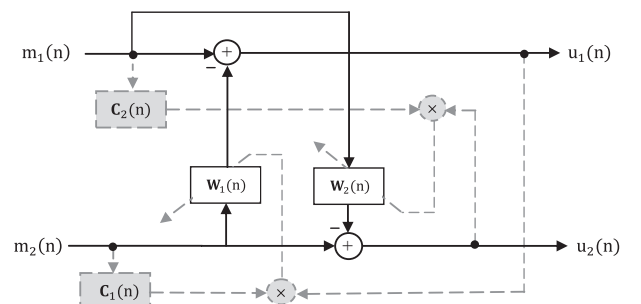 m₁(n)
+
−
u₁(n)
C₂(n)
×
W₁(n)
W₂(n)
−
m₂(n)
+
u₂(n)
C₁(n)
×